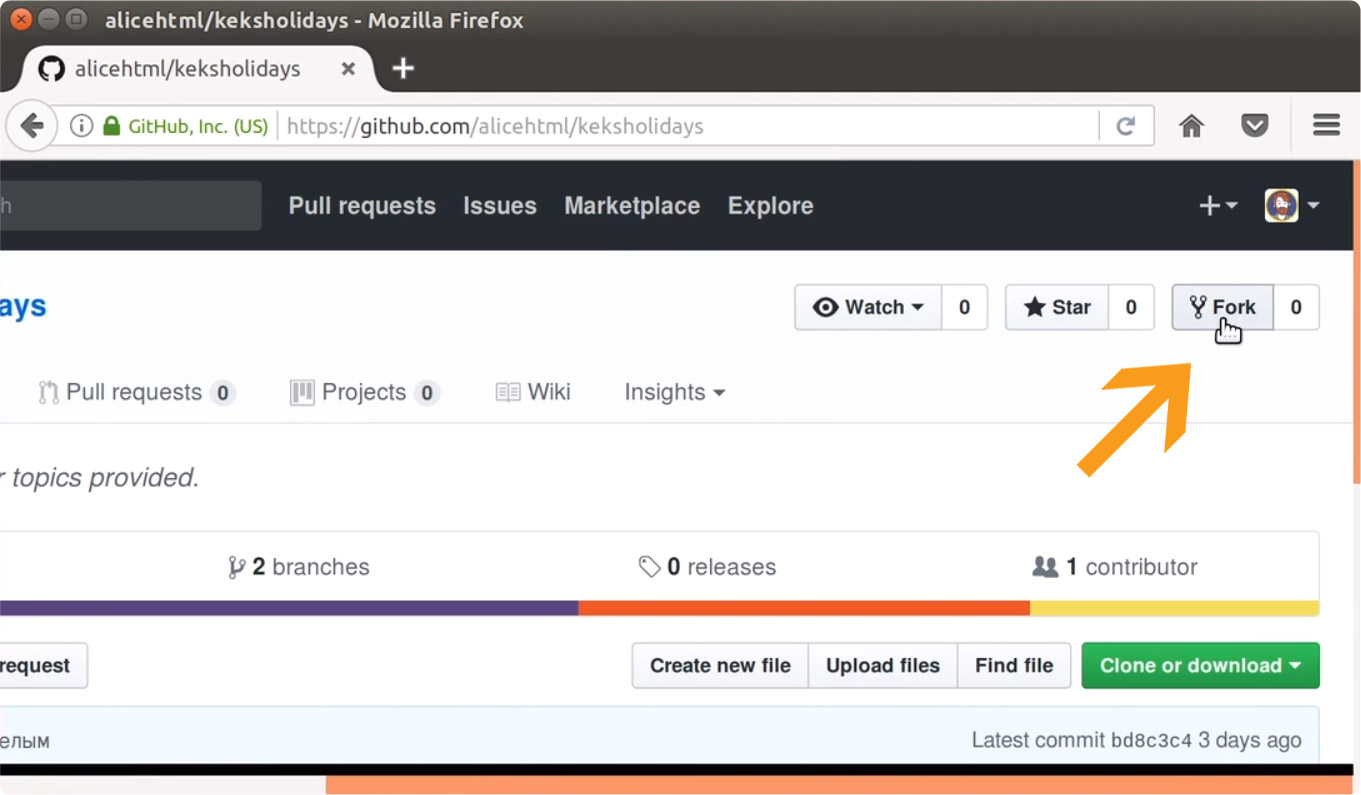 alicehtml/keksholidays - Mozilla Firefox
alicehtml/keksholidays
GitHub, Inc. (US) https://github.com/alicehtml/keksholidays
h Pull requests Issues Marketplace Explore
ays Watch 0 Star 0 Fork 0
Pull requests 0 Projects 0 Wiki Insights
r topics provided.
2 branches 0 releases 1 contributor
request Create new file Upload files Find file Clone or download
елым Latest commit bd8c3c4 3 days ago